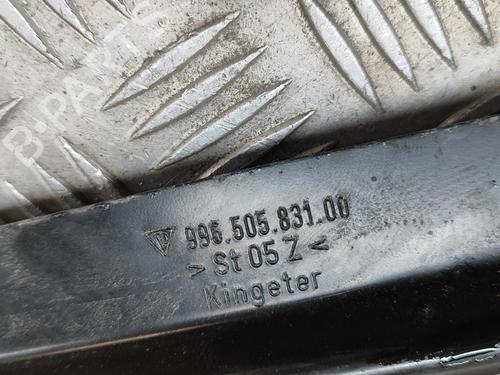 B-PARTS
996.505.831.00
> St 05 Z <
Kingeter